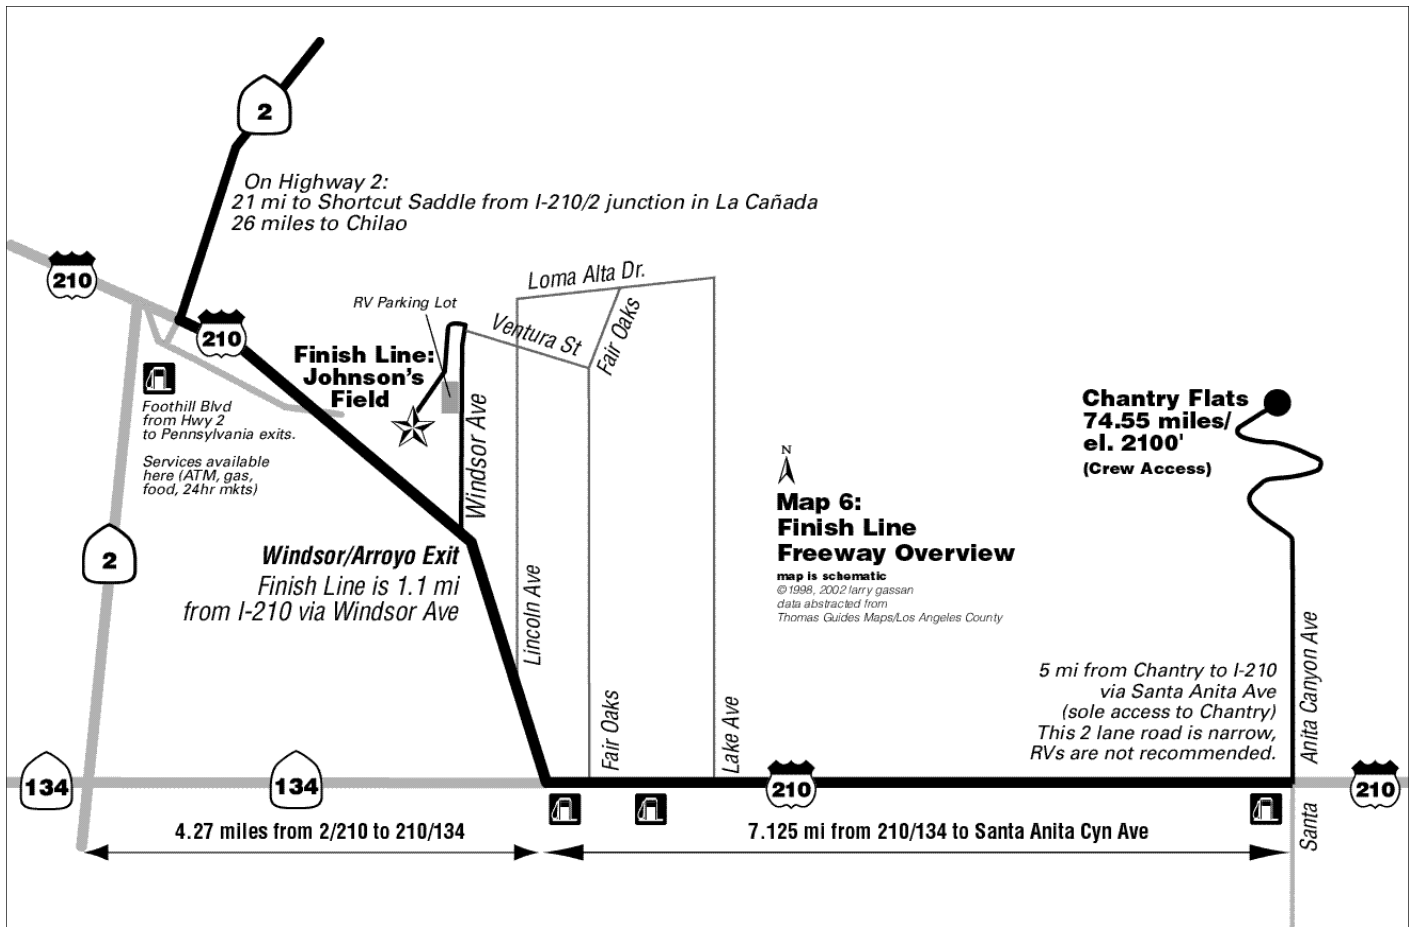 2
On Highway 2:
21 mi to Shortcut Saddle from I-210/2 junction in La Cañada
26 miles to Chilao
210
210
RV Parking Lot
Loma Alta Dr.
Ventura St
Fair Oaks
Finish Line:
Johnson's
Field
Windsor Ave
Foothill Blvd
from Hwy 2
to Pennsylvania exits.
Services available
here (ATM, gas,
food, 24hr mkts)
Chantry Flats
74.55 miles/
el. 2100'
(Crew Access)
N
Map 6:
Finish Line
Freeway Overview
map is schematic
©1998, 2002 larry gassan
data abstracted from
Thomas Guides Maps/Los Angeles County
2
Windsor/Arroyo Exit
Finish Line is 1.1 mi
from I-210 via Windsor Ave
Lincoln Ave
Fair Oaks
Lake Ave
5 mi from Chantry to I-210
via Santa Anita Ave
(sole access to Chantry)
This 2 lane road is narrow,
RVs are not recommended.
Santa Anita Canyon Ave
134
134
210
210
4.27 miles from 2/210 to 210/134
7.125 mi from 210/134 to Santa Anita Cyn Ave